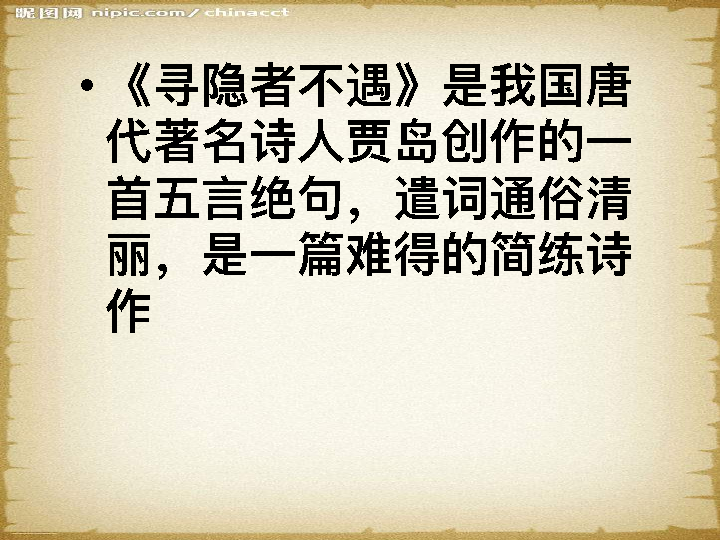 昵图网 nipic.com/chinacct
• 《寻隐者不遇》是我国唐
代著名诗人贾岛创作的一
首五言绝句，遣词通俗清
丽，是一篇难得的简练诗
作